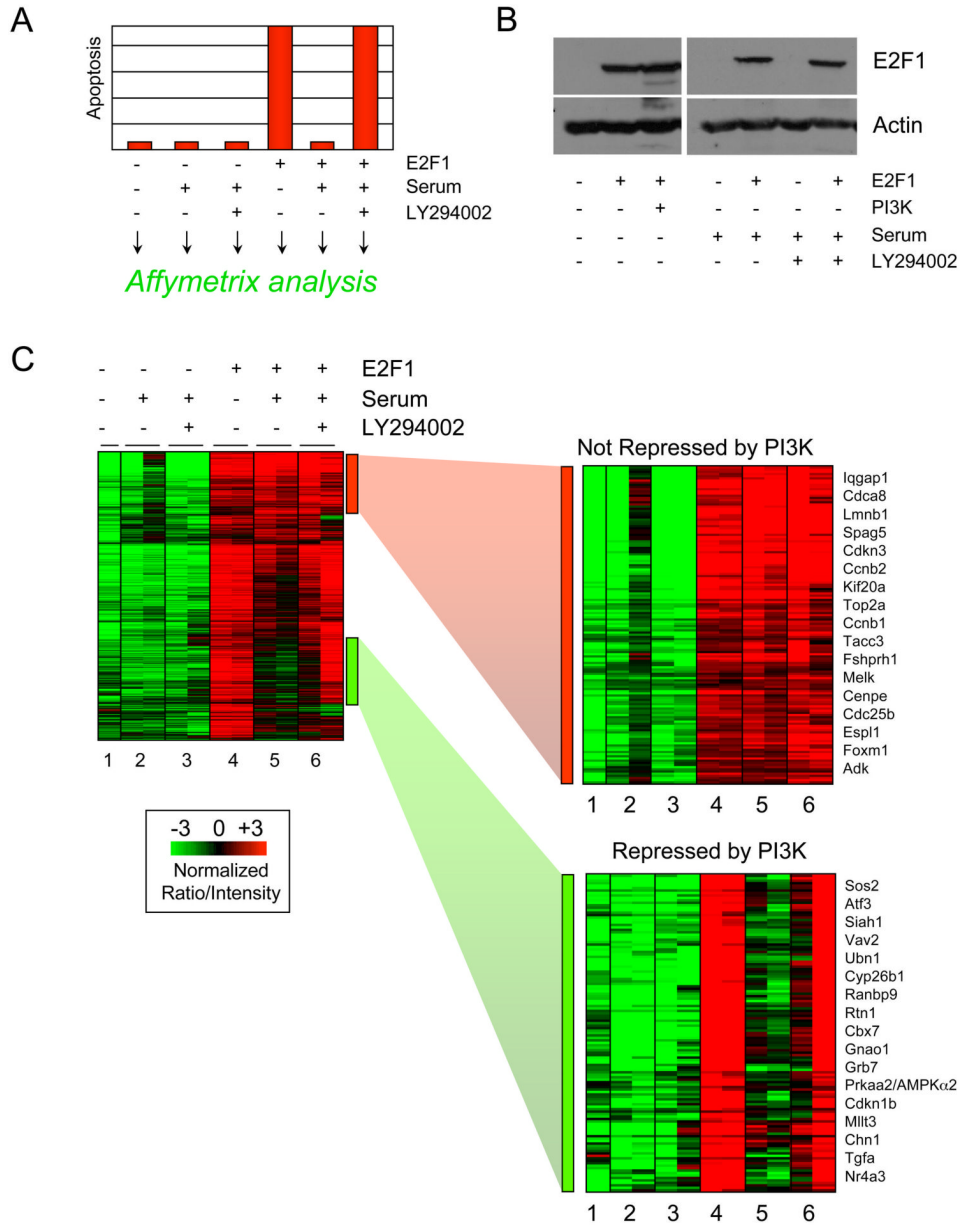 A
Apoptosis
- - - + + + E2F1
- + + - + + Serum
- - + - - + LY294002
Affymetrix analysis
B
E2F1
Actin
- + + - + - + E2F1
- - + - - - - PI3K
- - - + + + + Serum
- - - - - + + LY294002
C
- - - + + + E2F1
- + + - + + Serum
- - + - - + LY294002
1 2 3 4 5 6
-3 0 +3
Normalized
Ratio/Intensity
Not Repressed by PI3K
Iqgap1
Cdca8
Lmnb1
Spag5
Cdkn3
Ccnb2
Kif20a
Top2a
Ccnb1
Tacc3
Fshprh1
Melk
Cenpe
Cdc25b
Espl1
Foxm1
Adk
1 2 3 4 5 6
Repressed by PI3K
Sos2
Atf3
Siah1
Vav2
Ubn1
Cyp26b1
Ranbp9
Rtn1
Cbx7
Gnao1
Grb7
Prkaa2/AMPKα2
Cdkn1b
Mllt3
Chn1
Tgfa
Nr4a3
1 2 3 4 5 6